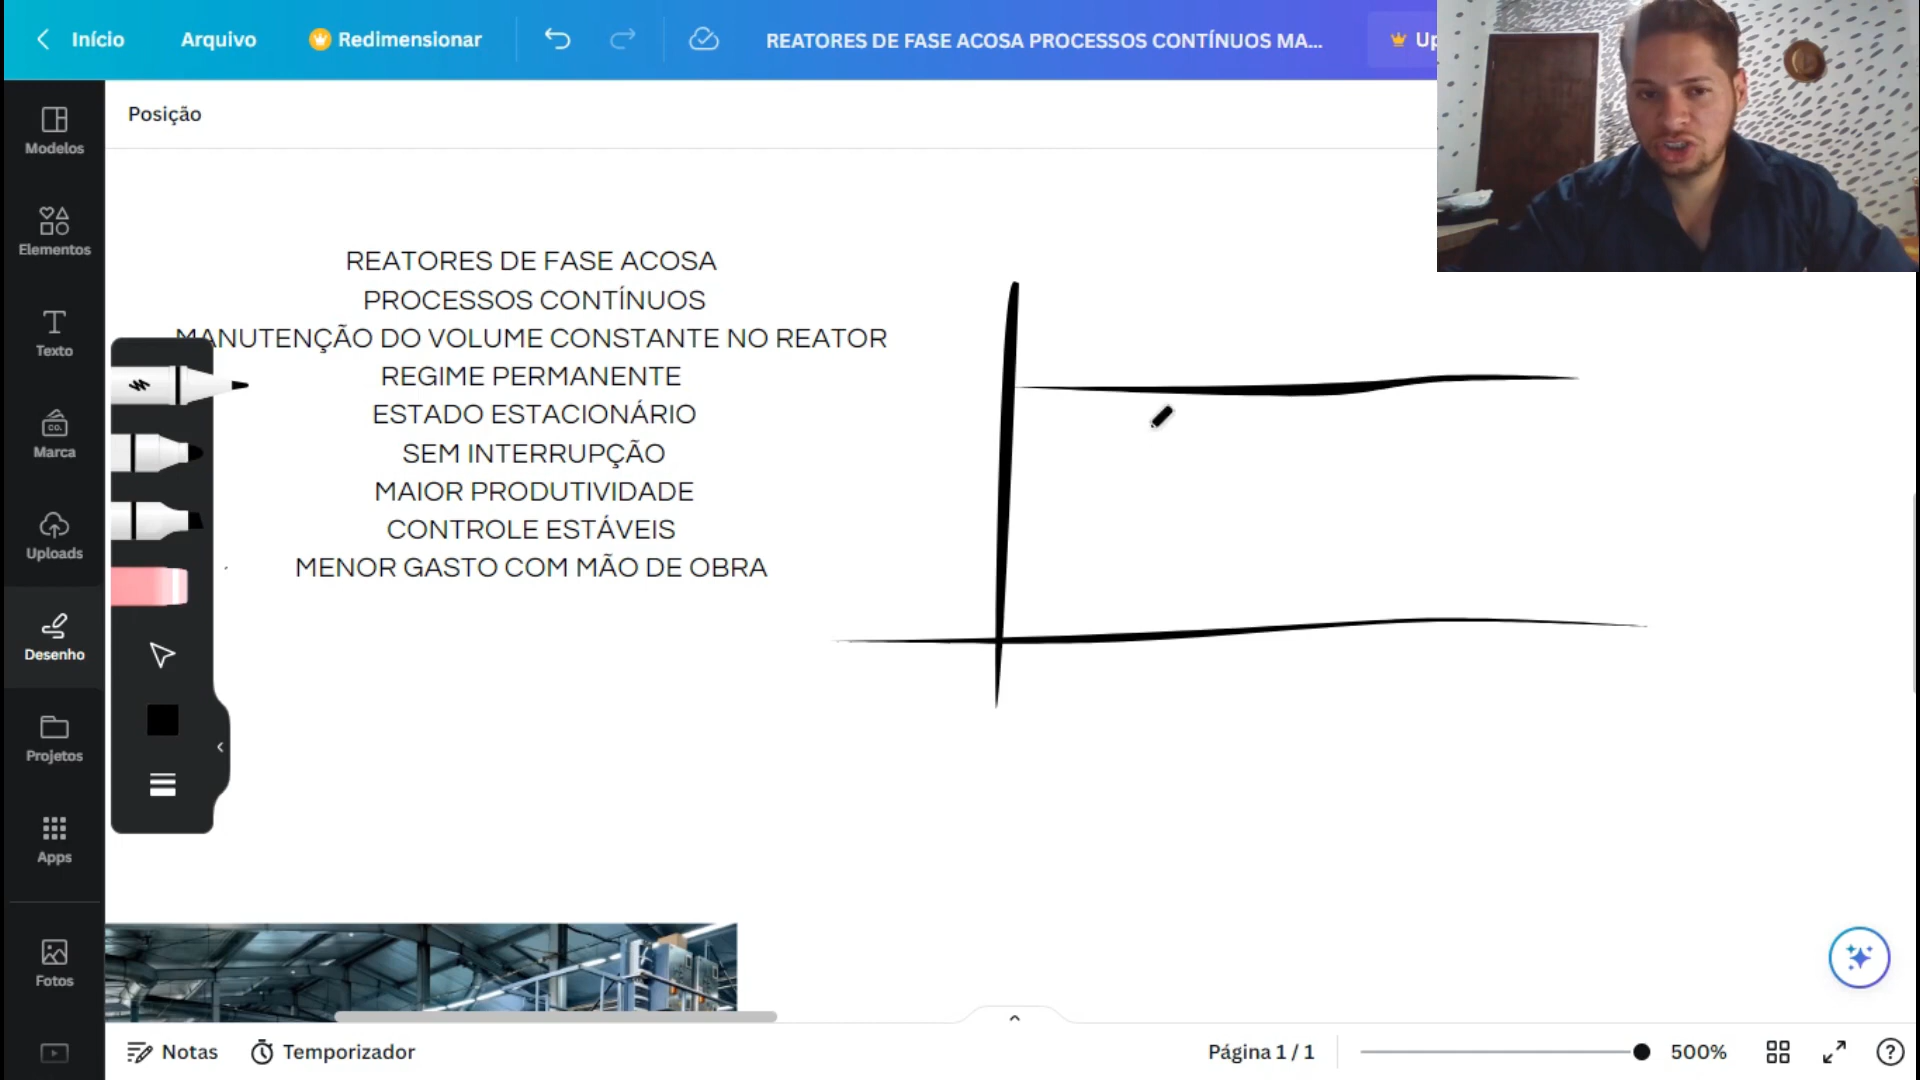 Início
Arquivo
Redimensionar
REATORES DE FASE ACOSA PROCESSOS CONTÍNUOS MA...
Up
Posição
Modelos
Elementos
Texto
Marca
CO.
Uploads
Desenho
Projetos
Apps
Fotos
REATORES DE FASE ACOSA
PROCESSOS CONTÍNUOS
MANUTENÇÃO DO VOLUME CONSTANTE NO REATOR
REGIME PERMANENTE
ESTADO ESTACIONÁRIO
SEM INTERRUPÇÃO
MAIOR PRODUTIVIDADE
CONTROLE ESTÁVEIS
MENOR GASTO COM MÃO DE OBRA
Notas
Temporizador
Página 1 / 1
500%